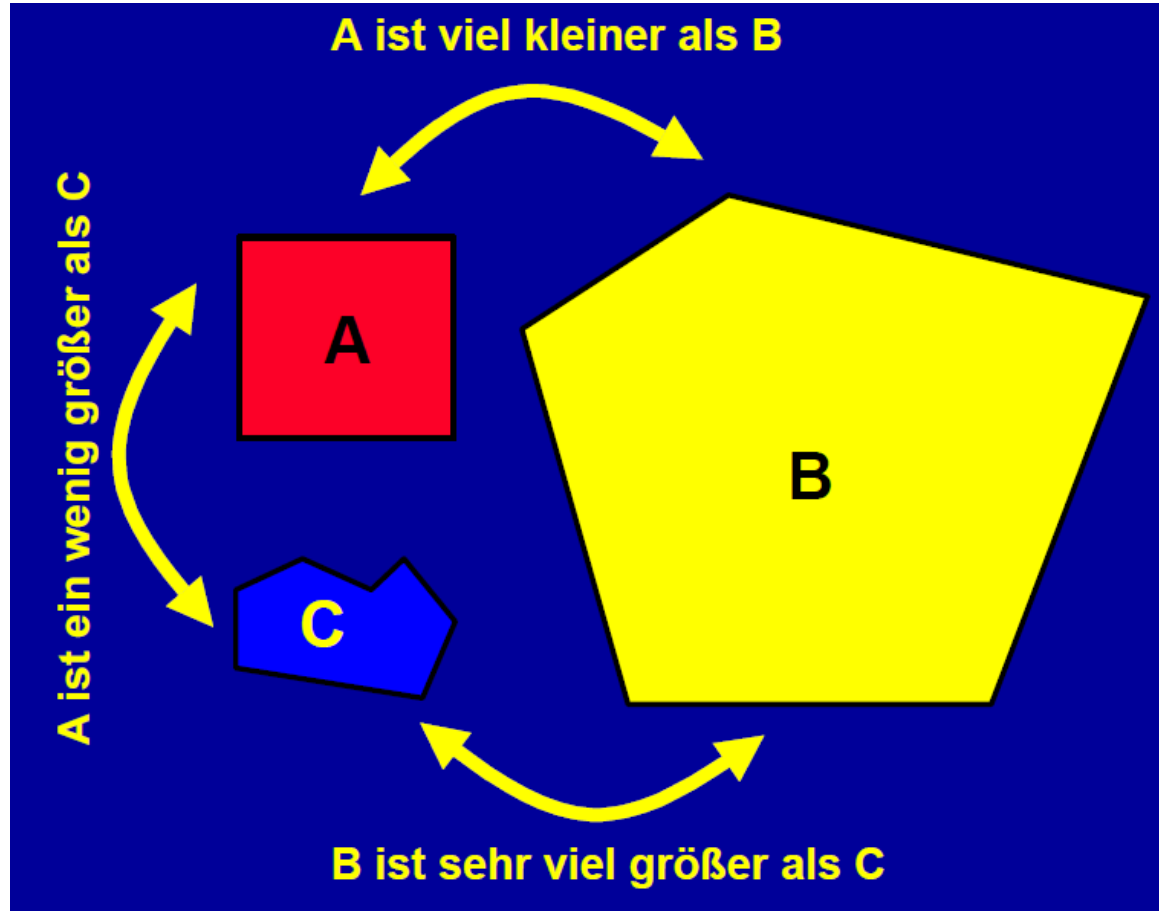 A ist viel kleiner als B
A ist ein wenig größer als C
A
B
C
B ist sehr viel größer als C